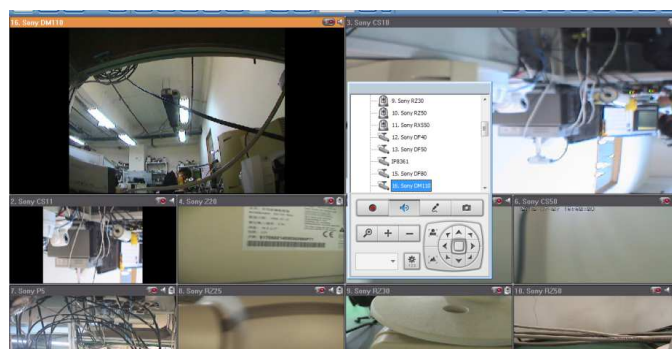 16. Sony DM110
3. Sony CS10
9. Sony RZ30
10. Sony RZ50
11. Sony RX550
12. Sony DF40
13. Sony DF50
IP8361
15. Sony DF80
16. Sony DM110
2. Sony CS11
4. Sony Z20
6. Sony CS50
CE
7. Sony P5
8. Sony RZ25
9. Sony RZ30
10. Sony RZ50